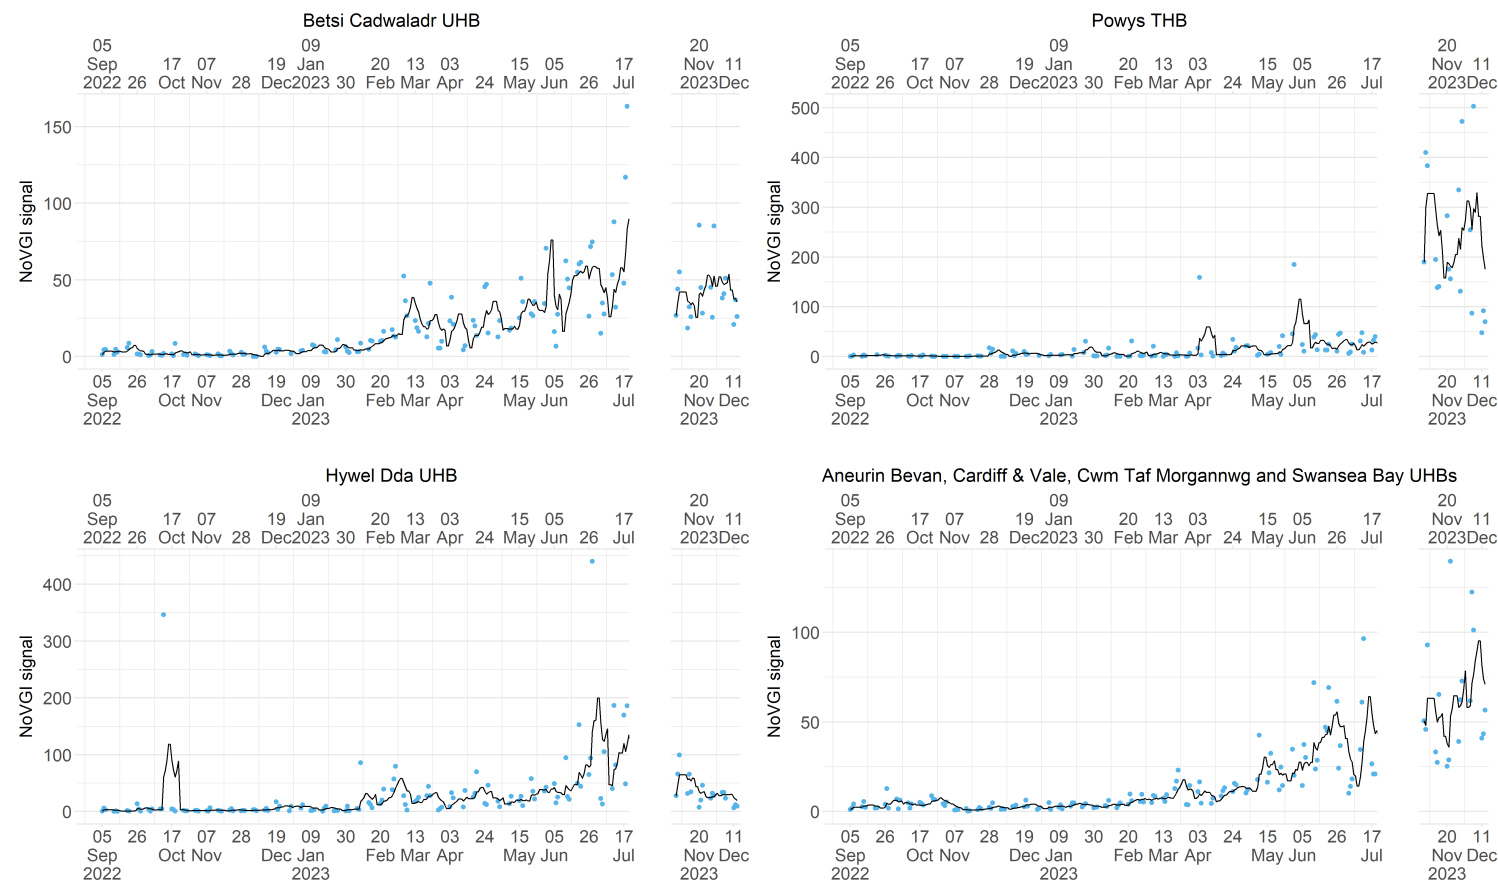 Betsi Cadwaladr UHB
05 09 20
Sep 17 07 19 Jan 20 13 03 15 05 17 Nov 11
2022 26 Oct Nov 28 Dec 2023 30 Feb Mar Apr 24 May Jun 26 Jul 2023 Dec
NoVGI signal
150
100
50
0
05 26 17 07 28 19 09 30 20 13 03 24 15 05 26 17 20 11
Sep Oct Nov Dec Jan Feb Mar Apr May Jun Jul Nov Dec
2022 2023 2023
Powys THB
05 09 20
Sep 17 07 19 Jan 20 13 03 15 05 17 Nov 11
2022 26 Oct Nov 28 Dec 2023 30 Feb Mar Apr 24 May Jun 26 Jul 2023 Dec
NoVGI signal
500
400
300
200
100
0
05 26 17 07 28 19 09 30 20 13 03 24 15 05 26 17 20 11
Sep Oct Nov Dec Jan Feb Mar Apr May Jun Jul Nov Dec
2022 2023 2023
Hywel Dda UHB
05 09 20
Sep 17 07 19 Jan 20 13 03 15 05 17 Nov 11
2022 26 Oct Nov 28 Dec 2023 30 Feb Mar Apr 24 May Jun 26 Jul 2023 Dec
NoVGI signal
400
300
200
100
0
05 26 17 07 28 19 09 30 20 13 03 24 15 05 26 17 20 11
Sep Oct Nov Dec Jan Feb Mar Apr May Jun Jul Nov Dec
2022 2023 2023
Aneurin Bevan, Cardiff & Vale, Cwm Taf Morgannwg and Swansea Bay UHBs
05 09 20
Sep 17 07 19 Jan 20 13 03 15 05 17 Nov 11
2022 26 Oct Nov 28 Dec 2023 30 Feb Mar Apr 24 May Jun 26 Jul 2023 Dec
NoVGI signal
100
50
0
05 26 17 07 28 19 09 30 20 13 03 24 15 05 26 17 20 11
Sep Oct Nov Dec Jan Feb Mar Apr May Jun Jul Nov Dec
2022 2023 2023